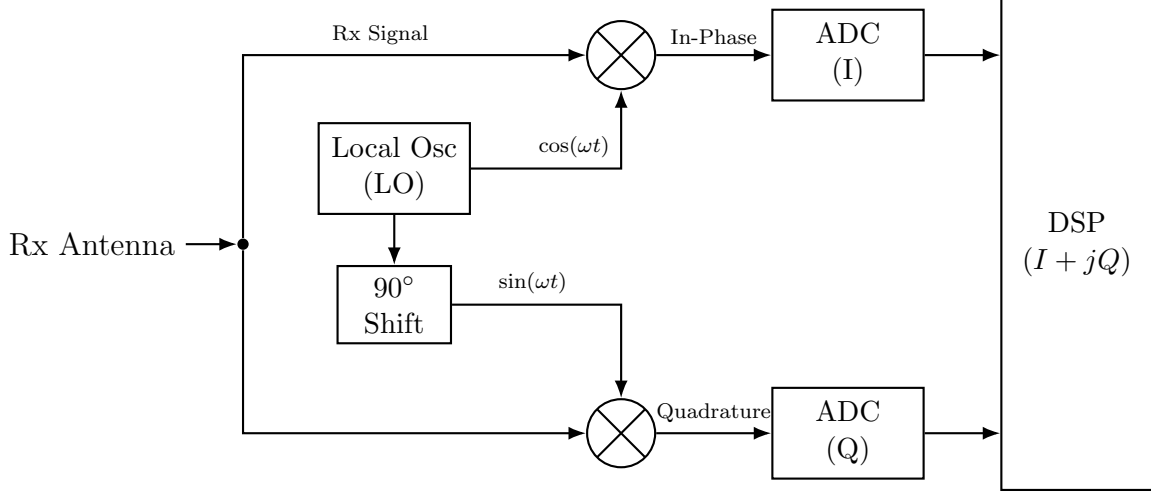 Rx Signal
In-Phase
ADC
(I)
Local Osc
(LO)
cos(ωt)
Rx Antenna
90°
Shift
sin(ωt)
DSP
(I + jQ)
Quadrature
ADC
(Q)